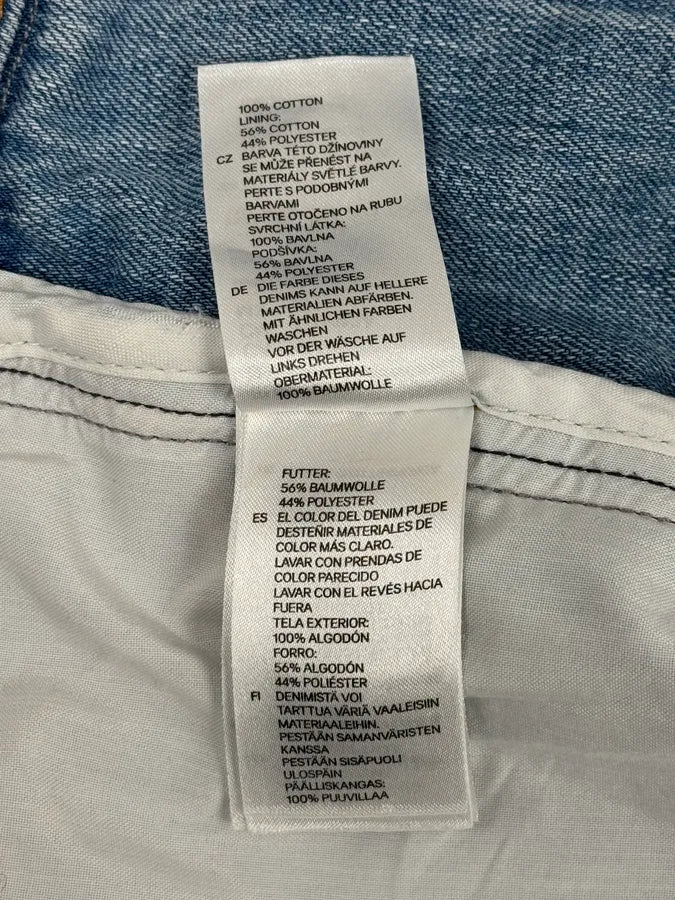 100% COTTON
LINING:
56% COTTON
44% POLYESTER
CZ BARVA TÉTO DŽÍNOVINY
SE MŮŽE PŘENÉST NA
MATERIÁLY SVĚTLÉ BARVY.
PERTE S PODOBNÝMI
BARVAMI
PERTE OTOČENO NA RUBU
SVRCHNÍ LÁTKA:
100% BAVLNA
PODŠÍVKA:
56% BAVLNA
44% POLYESTER
DE DIE FARBE DIESES
DENIMS KANN AUF HELLERE
MATERIALIEN ABFÄRBEN.
MIT ÄHNLICHEN FARBEN
WASCHEN
VOR DER WÄSCHE AUF
LINKS DREHEN
OBERMATERIAL:
100% BAUMWOLLE
FUTTER:
56% BAUMWOLLE
44% POLYESTER
ES EL COLOR DEL DENIM PUEDE
DESTEÑIR MATERIALES DE
COLOR MÁS CLARO.
LAVAR CON PRENDAS DE
COLOR PARECIDO
LAVAR CON EL REVÉS HACIA
FUERA
TELA EXTERIOR:
100% ALGODÓN
FORRO:
56% ALGODÓN
44% POLIÉSTER
FI DENIMISTÄ VOI
TARTTUA VÄRIÄ VAALEISIIN
MATERIAALEIHIN.
PESTÄÄN SAMANVÄRISTEN
KANSSA
PESTÄÄN SISÄPUOLI
ULOSPÄIN
PÄÄLLISKANGAS:
100% PUUVILLAA